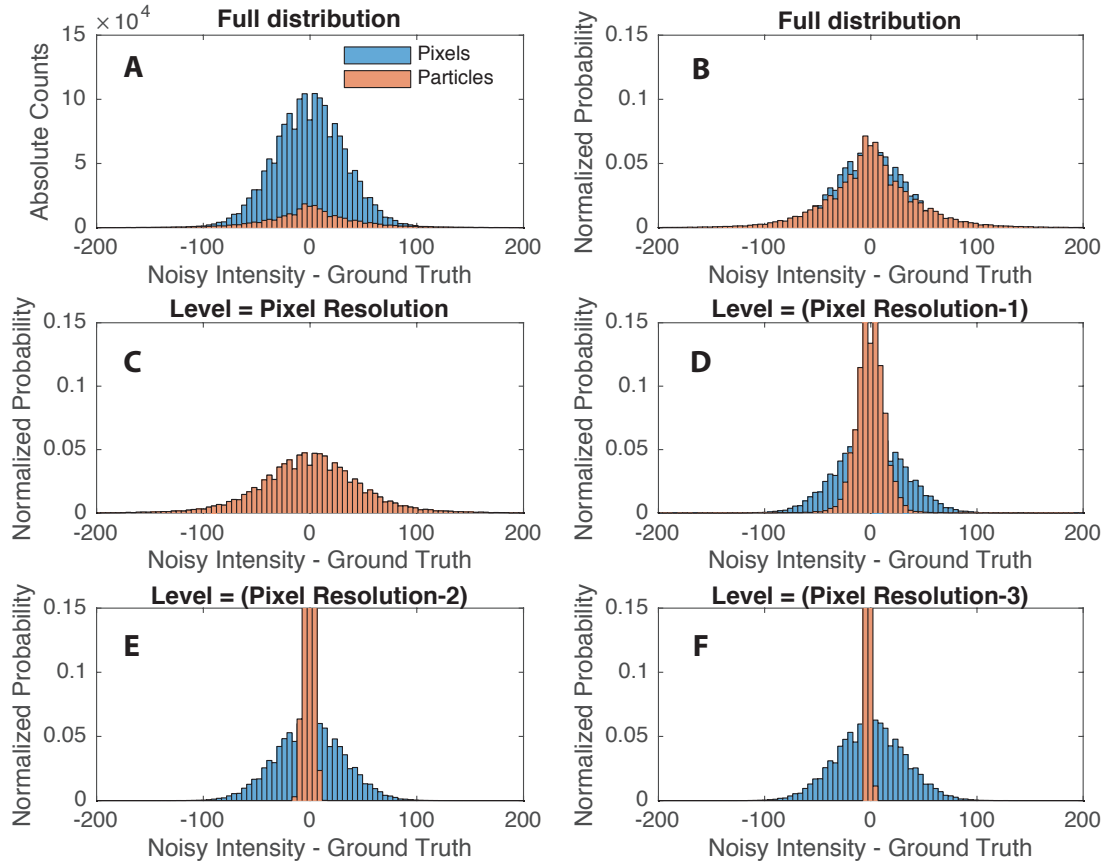 × 10^4
Full distribution
15
10
5
0
Absolute Counts
A
Pixels
Particles
-200 -100 0 100 200
Noisy Intensity - Ground Truth
Full distribution
0.15
0.1
0.05
0
Normalized Probability
B
-200 -100 0 100 200
Noisy Intensity - Ground Truth
Level = Pixel Resolution
0.15
0.1
0.05
0
Normalized Probability
C
-200 -100 0 100 200
Noisy Intensity - Ground Truth
Level = (Pixel Resolution-1)
0.15
0.1
0.05
0
Normalized Probability
D
-200 -100 0 100 200
Noisy Intensity - Ground Truth
Level = (Pixel Resolution-2)
0.15
0.1
0.05
0
Normalized Probability
E
-200 -100 0 100 200
Noisy Intensity - Ground Truth
Level = (Pixel Resolution-3)
0.15
0.1
0.05
0
Normalized Probability
F
-200 -100 0 100 200
Noisy Intensity - Ground Truth